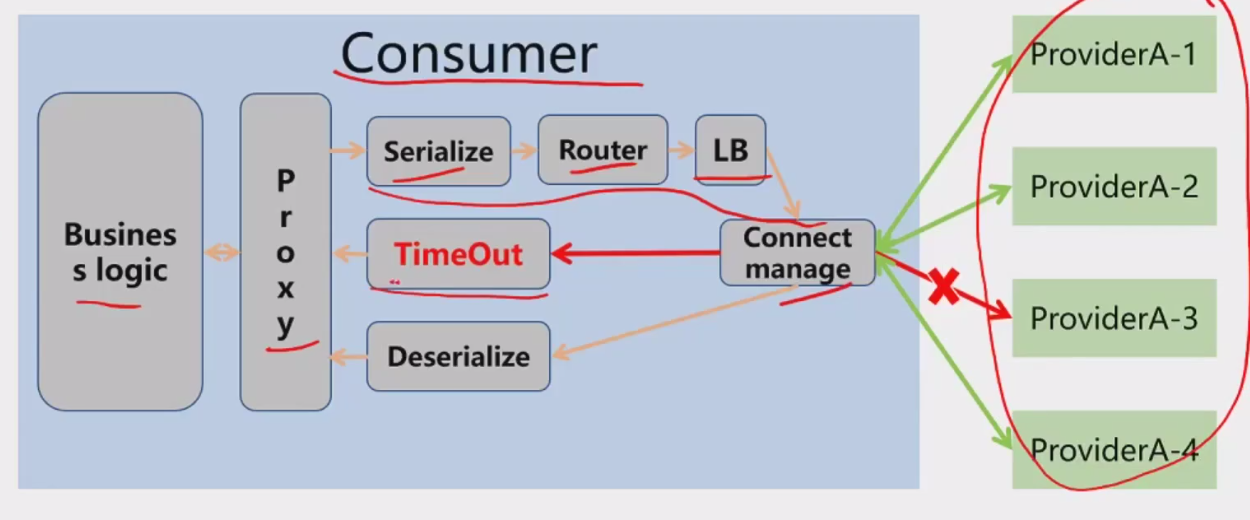 Consumer
Busines
s logic
P
r
o
x
y
Serialize
Router
LB
TimeOut
Connect
manage
Deserialize
ProviderA-1
ProviderA-2
ProviderA-3
ProviderA-4